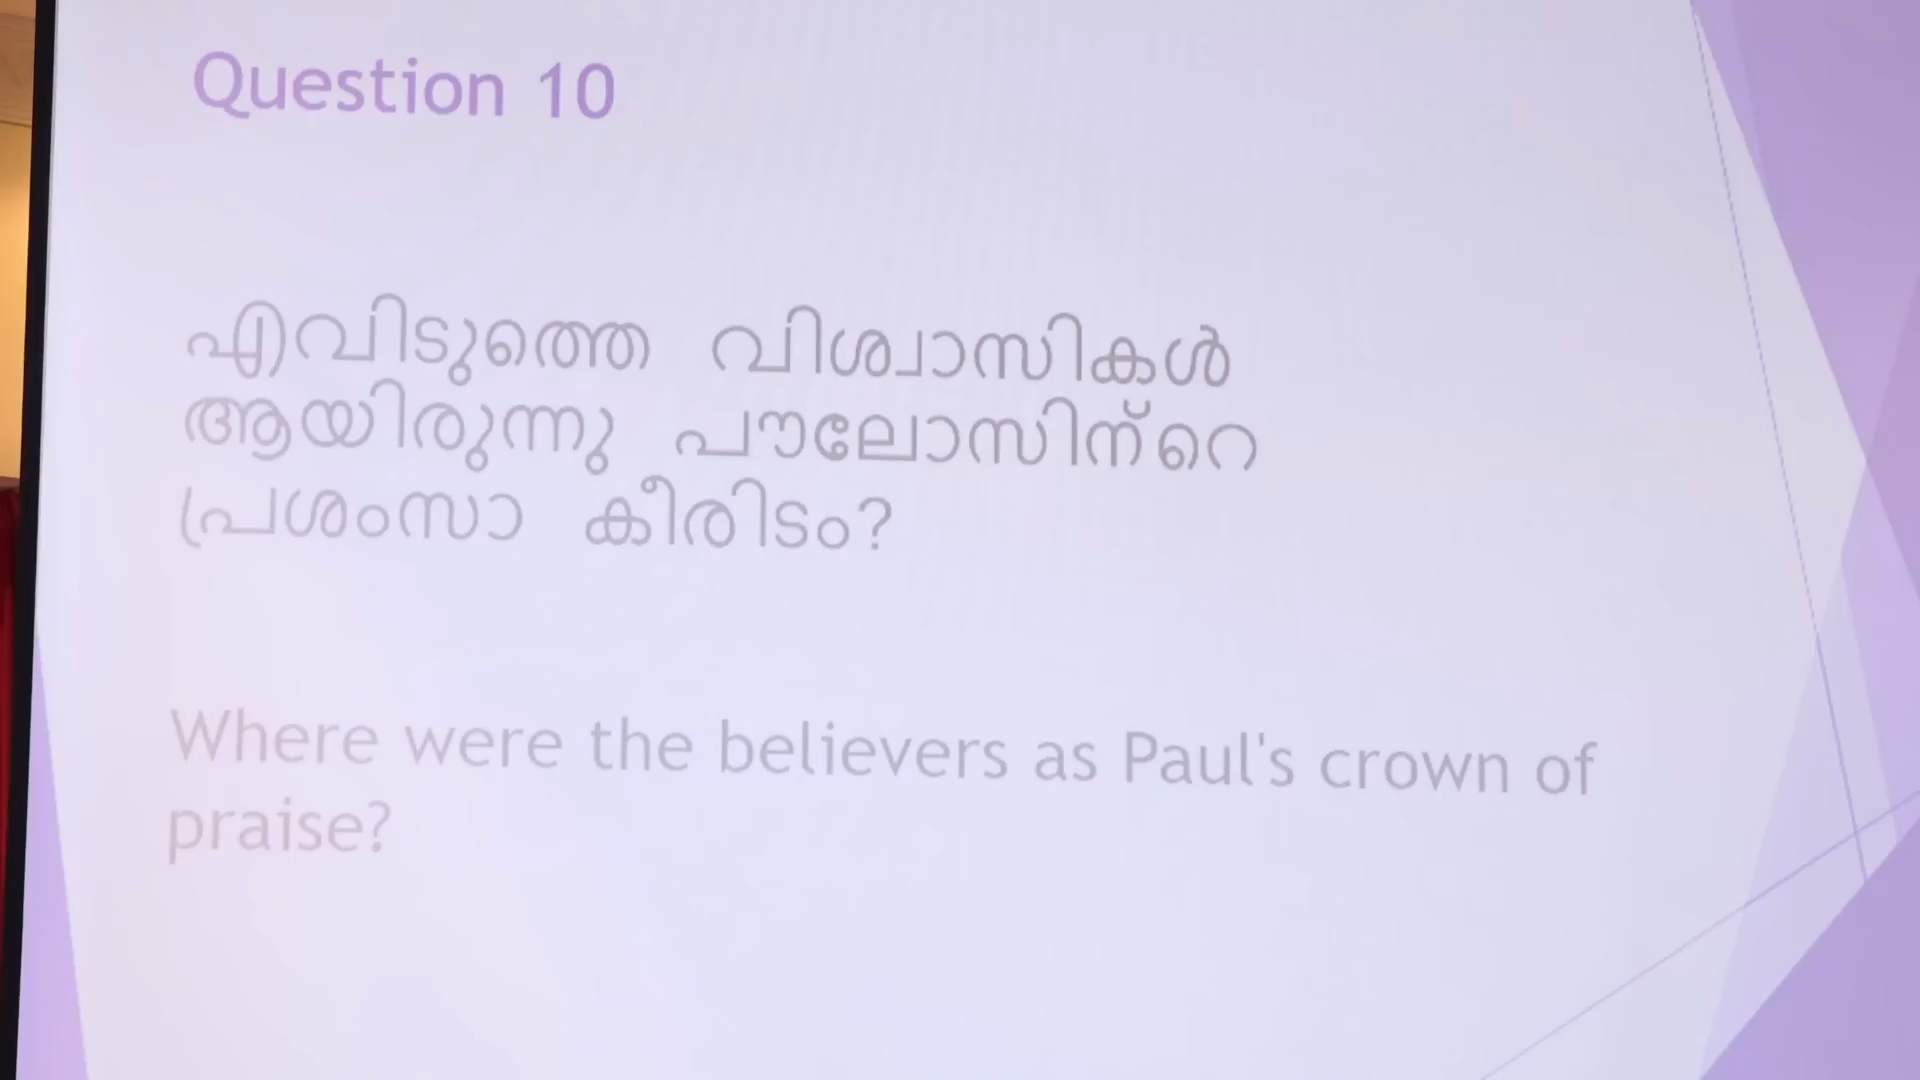 Question 10
എവിടുത്തെ വിശ്വാസികൾ
ആയിരുന്നു പൗലോസിന്റെ
പ്രശംസാ കിരീടം?
Where were the believers as Paul's crown of
praise?